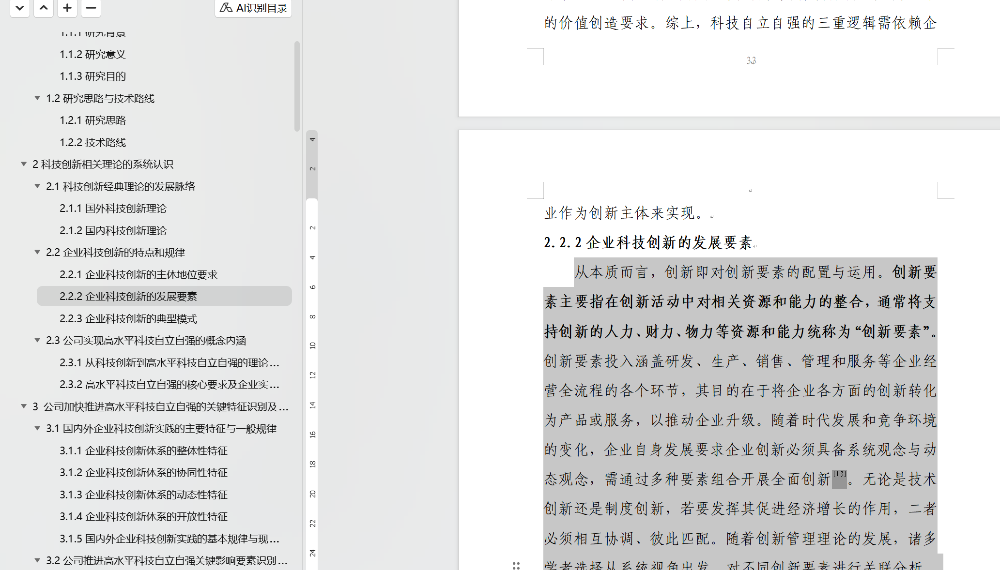 AI识别目录
1.1.1 研究背景
1.1.2 研究意义
1.1.3 研究目的
1.2 研究思路与技术路线
1.2.1 研究思路
1.2.2 技术路线
2 科技创新相关理论的系统认识
2.1 科技创新经典理论的发展脉络
2.1.1 国外科技创新理论
2.1.2 国内科技创新理论
2.2 企业科技创新的特点和规律
2.2.1 企业科技创新的主体地位要求
2.2.2 企业科技创新的发展要素
2.2.3 企业科技创新的典型模式
2.3 公司实现高水平科技自立自强的概念内涵
2.3.1 从科技创新到高水平科技自立自强的理论...
2.3.2 高水平科技自立自强的核心要求及企业实...
3 公司加快推进高水平科技自立自强的关键特征识别及...
3.1 国内外企业科技创新实践的主要特征与一般规律
3.1.1 企业科技创新体系的整体性特征
3.1.2 企业科技创新体系的协同性特征
3.1.3 企业科技创新体系的动态性特征
3.1.4 企业科技创新体系的开放性特征
3.1.5 国内外企业科技创新实践的基本规律与现...
3.2 公司推进高水平科技自立自强关键影响要素识别...
4
2
2
4
6
8
10
12
14
16
18
20
22
24
的价值创造要求。综上，科技自立自强的三重逻辑需依赖企
33
业作为创新主体来实现。
2.2.2 企业科技创新的发展要素
从本质而言，创新即对创新要素的配置与运用。创新要
素主要指在创新活动中对相关资源和能力的整合，通常将支
持创新的人力、财力、物力等资源和能力统称为“创新要素”。
创新要素投入涵盖研发、生产、销售、管理和服务等企业经
营全流程的各个环节，其目的在于将企业各方面的创新转化
为产品或服务，以推动企业升级。随着时代发展和竞争环境
的变化，企业自身发展要求企业创新必须具备系统观念与动
态观念，需通过多种要素组合开展全面创新[13]。无论是技术
创新还是制度创新，若要发挥其促进经济增长的作用，二者
必须相互协调、彼此匹配。随着创新管理理论的发展，诸多
学者选择从系统视角出发，对不同创新要素进行关联分析，